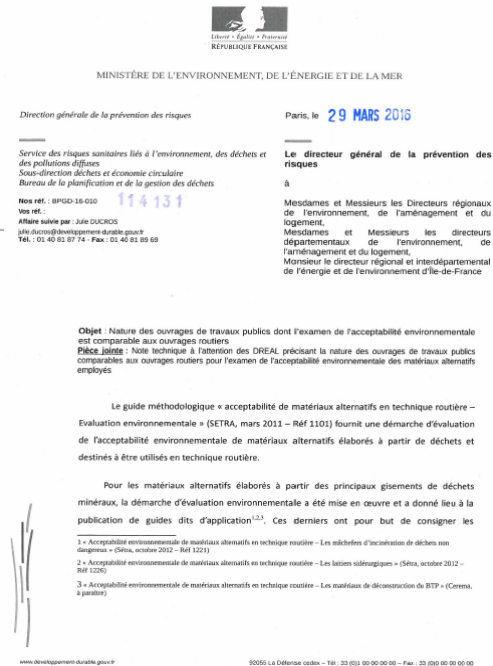 Liberté • Égalité • Fraternité
RÉPUBLIQUE FRANÇAISE
MINISTÈRE DE L'ENVIRONNEMENT, DE L'ÉNERGIE ET DE LA MER
Direction générale de la prévention des risques
Paris, le 29 MARS 2016
Service des risques sanitaires liés à l'environnement, des déchets et
des pollutions diffuses
Sous-direction déchets et économie circulaire
Bureau de la planification et de la gestion des déchets
Nos réf. : BPGD-16-010 114131
Vos réf. :
Affaire suivie par : Julie DUCROS
julie.ducros@developpement-durable.gouv.fr
Tél. : 01 40 81 87 74 - Fax : 01 40 81 89 69
Le directeur général de la prévention des
risques
à
Mesdames et Messieurs les Directeurs régionaux
de l'environnement, de l'aménagement et du
logement,
Mesdames et Messieurs les directeurs
départementaux de l'environnement, de
l'aménagement et du logement,
Monsieur le directeur régional et interdépartemental
de l'énergie et de l'environnement d'Île-de-France
Objet : Nature des ouvrages de travaux publics dont l'examen de l'acceptabilité environnementale
est comparable aux ouvrages routiers
Pièce jointe : Note technique à l'attention des DREAL précisant la nature des ouvrages de travaux publics
comparables aux ouvrages routiers pour l'examen de l'acceptabilité environnementale des matériaux alternatifs
employés
Le guide méthodologique « acceptabilité de matériaux alternatifs en technique routière –
Evaluation environnementale » (SETRA, mars 2011 – Réf 1101) fournit une démarche d'évaluation
de l'acceptabilité environnementale de matériaux alternatifs élaborés à partir de déchets et
destinés à être utilisés en technique routière.
Pour les matériaux alternatifs élaborés à partir des principaux gisements de déchets
minéraux, la démarche d'évaluation environnementale a été mise en œuvre et a donné lieu à la
publication de guides dits d'application1,2,3. Ces derniers ont pour but de consigner les
1 « Acceptabilité environnementale de matériaux alternatifs en technique routière – Les mâchefers d'incinération de déchets non
dangereux » (Sétra, octobre 2012 – Réf 1221)
2 « Acceptabilité environnementale de matériaux alternatifs en technique routière – Les laitiers sidérurgiques » (Sétra, octobre 2012 –
Réf 1226)
3 « Acceptabilité environnementale de matériaux alternatifs en technique routière – Les matériaux de déconstruction du BTP » (Cerema,
à paraître)
www.developpement-durable.gouv.fr
92055 La Défense cedex – Tél : 33 (0)1 00 00 00 00 – Fax : 33 (0)0 00 00 00 00